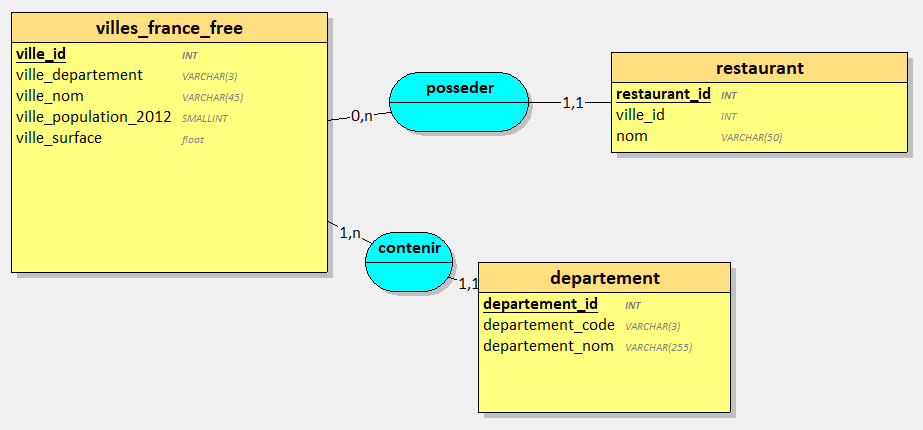 villes_france_free
ville_id INT
ville_departement VARCHAR(3)
ville_nom VARCHAR(45)
ville_population_2012 SMALLINT
ville_surface float
0,n
posseder
1,1
restaurant
restaurant_id INT
ville_id INT
nom VARCHAR(50)
1,n
contenir
1,1
departement
departement_id INT
departement_code VARCHAR(3)
departement_nom VARCHAR(255)